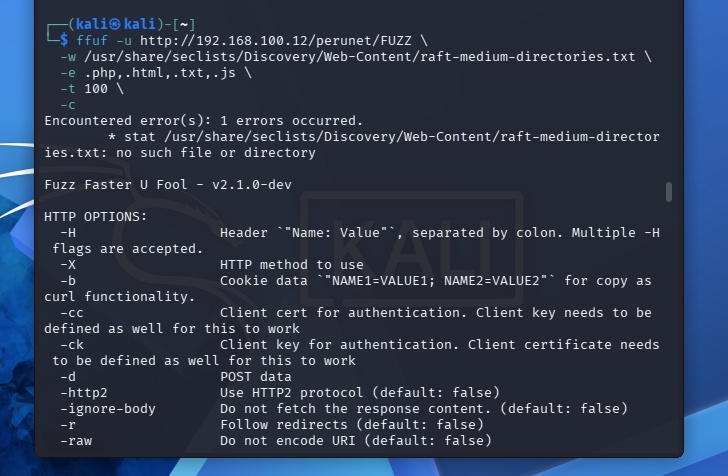 ┌──(kali㉿kali)-[~]
└─$ ffuf -u http://192.168.100.12/perunet/FUZZ \
  -w /usr/share/seclists/Discovery/Web-Content/raft-medium-directories.txt \
  -e .php,.html,.txt,.js \
  -t 100 \
  -c
Encountered error(s): 1 errors occurred.
        * stat /usr/share/seclists/Discovery/Web-Content/raft-medium-director
ies.txt: no such file or directory

Fuzz Faster U Fool - v2.1.0-dev

HTTP OPTIONS:
  -H                  Header `"Name: Value"`, separated by colon. Multiple -H
 flags are accepted.
  -X                  HTTP method to use
  -b                  Cookie data `"NAME1=VALUE1; NAME2=VALUE2"` for copy as
curl functionality.
  -cc                 Client cert for authentication. Client key needs to be
defined as well for this to work
  -ck                 Client key for authentication. Client certificate needs
 to be defined as well for this to work
  -d                  POST data
  -http2              Use HTTP2 protocol (default: false)
  -ignore-body        Do not fetch the response content. (default: false)
  -r                  Follow redirects (default: false)
  -raw                Do not encode URI (default: false)
KALI